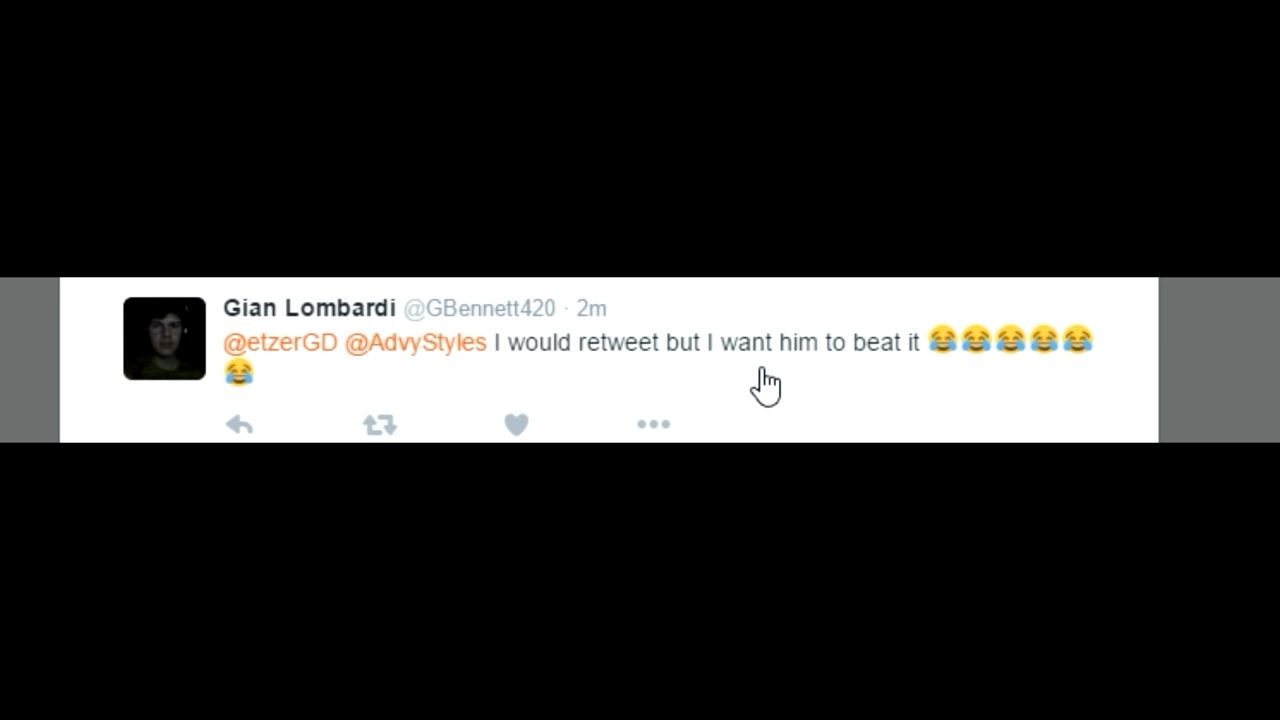 Gian Lombardi @GBennett420 · 2m
@etzerGD @AdvyStyles I would retweet but I want him to beat it 😂😂😂😂😂
😂